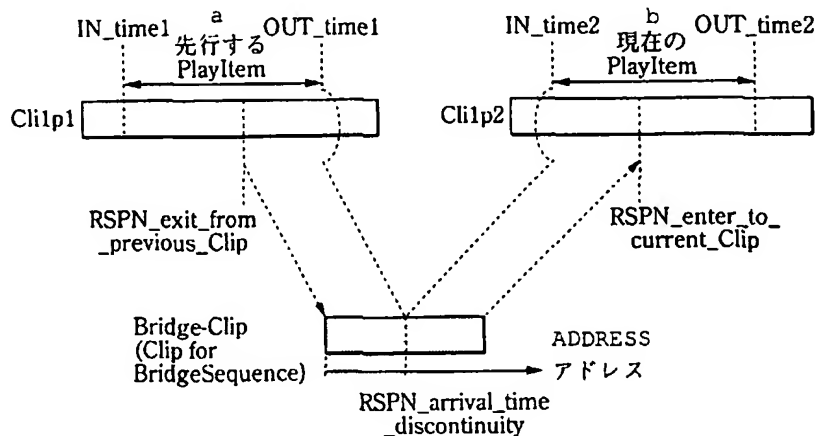 a
IN_time1 先行する OUT_time1
PlayItem
b
IN_time2 現在の OUT_time2
PlayItem
Cli1p1
Cli1p2
RSPN_exit_from
_previous_Clip
RSPN_enter_to_
current_Clip
Bridge-Clip
(Clip for
BridgeSequence)
ADDRESS
アドレス
RSPN_arrival_time
_discontinuity